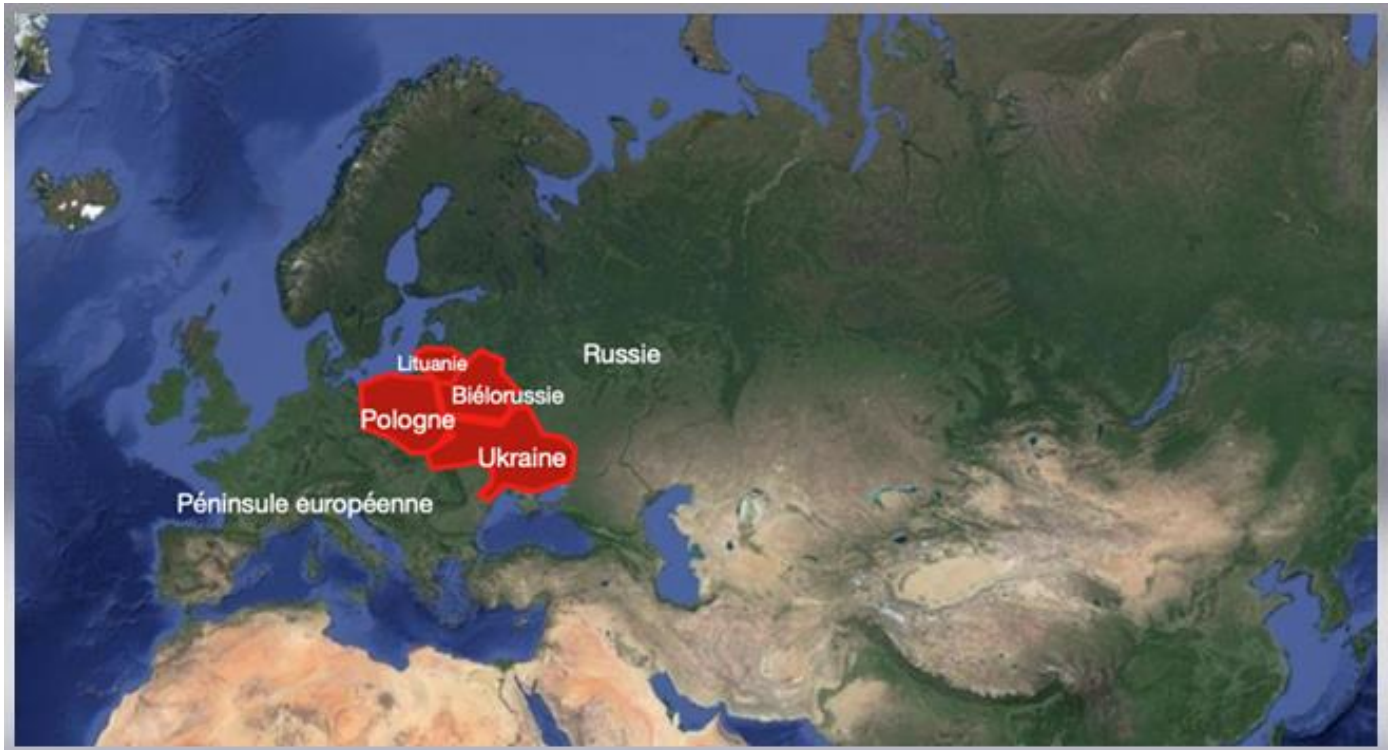 Lituanie
Russie
Biélorussie
Pologne
Ukraine
Péninsule européenne